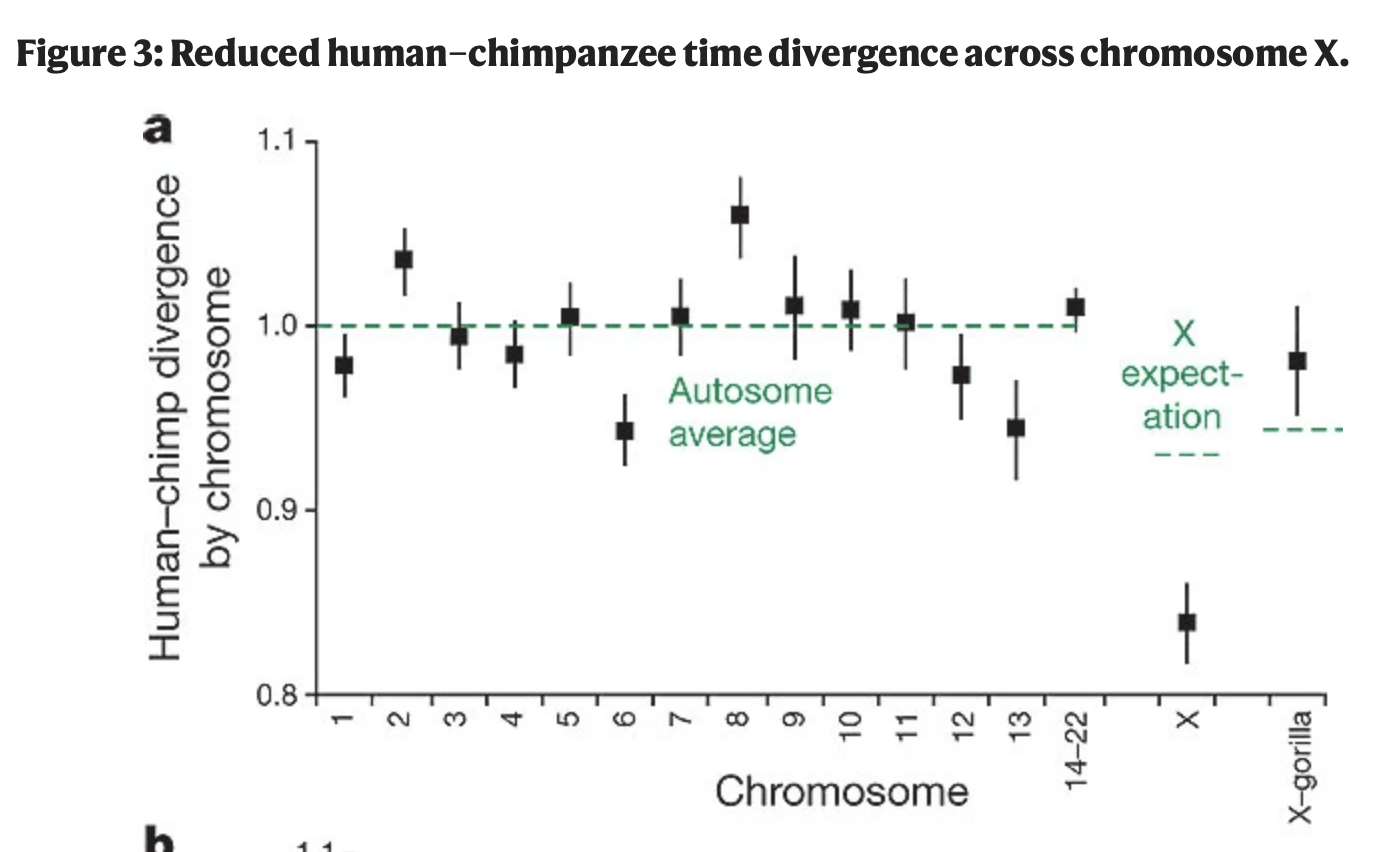 Figure 3: Reduced human–chimpanzee time divergence across chromosome X.
a
Human–chimp divergence
by chromosome
1.1
1.0
0.9
0.8
Autosome
average
X
expect-
ation
1
2
3
4
5
6
7
8
9
10
11
12
13
14–22
X
X–gorilla
Chromosome
b
1.1